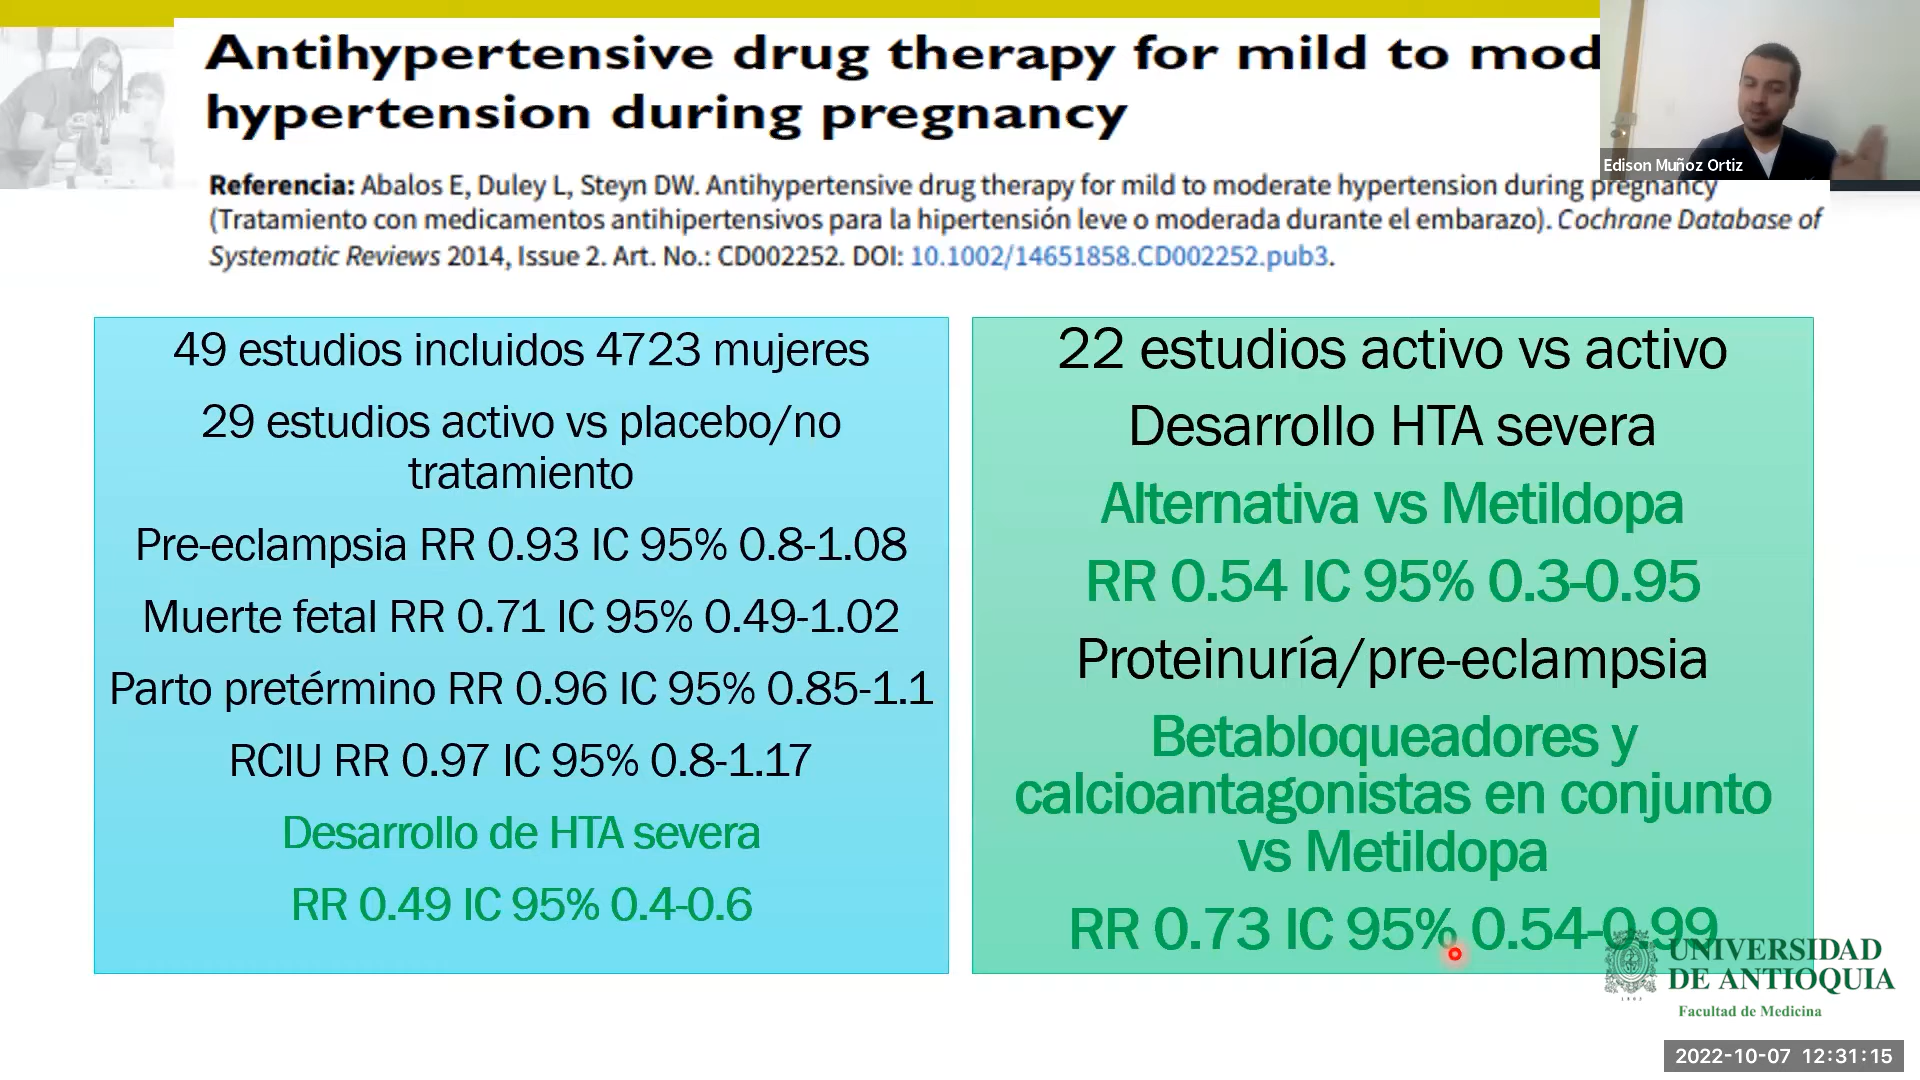 Antihypertensive drug therapy for mild to mod
hypertension during pregnancy
Edison Muñoz Ortiz
Referencia: Abalos E, Duley L, Steyn DW. Antihypertensive drug therapy for mild to moderate hypertension during pregnancy
(Tratamiento con medicamentos antihipertensivos para la hipertensión leve o moderada durante el embarazo). Cochrane Database of
Systematic Reviews 2014, Issue 2. Art. No.: CD002252. DOI: 10.1002/14651858.CD002252.pub3.
49 estudios incluidos 4723 mujeres
29 estudios activo vs placebo/no
tratamiento
Pre-eclampsia RR 0.93 IC 95% 0.8-1.08
Muerte fetal RR 0.71 IC 95% 0.49-1.02
Parto pretérmino RR 0.96 IC 95% 0.85-1.1
RCIU RR 0.97 IC 95% 0.8-1.17
Desarrollo de HTA severa
RR 0.49 IC 95% 0.4-0.6
22 estudios activo vs activo
Desarrollo HTA severa
Alternativa vs Metildopa
RR 0.54 IC 95% 0.3-0.95
Proteinuría/pre-eclampsia
Betabloqueadores y
calcioantagonistas en conjunto
vs Metildopa
RR 0.73 IC 95% 0.54-0.99
UNIVERSIDAD
DE ANTIOQUIA
1803
Facultad de Medicina
2022-10-07 12:31:15